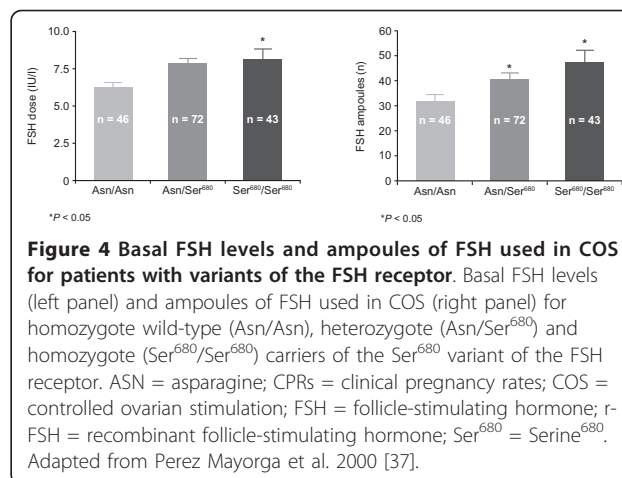 10.0
7.5
5.0
2.5
0
FSH dose (IU/l)
n = 46
n = 72
n = 43
*
Asn/Asn
Asn/Ser⁶⁸⁰
Ser⁶⁸⁰/Ser⁶⁸⁰
*P < 0.05
60
50
40
30
20
10
0
FSH ampoules (n)
n = 46
n = 72
n = 43
*
*
Asn/Asn
Asn/Ser⁶⁸⁰
Ser⁶⁸⁰/Ser⁶⁸⁰
*P < 0.05
Figure 4 Basal FSH levels and ampoules of FSH used in COS
for patients with variants of the FSH receptor. Basal FSH levels
(left panel) and ampoules of FSH used in COS (right panel) for
homozygote wild-type (Asn/Asn), heterozygote (Asn/Ser⁶⁸⁰) and
homozygote (Ser⁶⁸⁰/Ser⁶⁸⁰) carriers of the Ser⁶⁸⁰ variant of the FSH
receptor. ASN = asparagine; CPRs = clinical pregnancy rates; COS =
controlled ovarian stimulation; FSH = follicle-stimulating hormone; r-
FSH = recombinant follicle-stimulating hormone; Ser⁶⁸⁰ = Serine⁶⁸⁰.
Adapted from Perez Mayorga et al. 2000 [37].